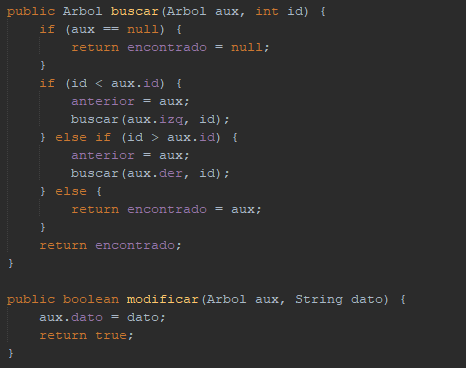 public Arbol buscar(Arbol aux, int id) {
    if (aux == null) {
        return encontrado = null;
    }
    if (id < aux.id) {
        anterior = aux;
        buscar(aux.izq, id);
    } else if (id > aux.id) {
        anterior = aux;
        buscar(aux.der, id);
    } else {
        return encontrado = aux;
    }
    return encontrado;
}

public boolean modificar(Arbol aux, String dato) {
    aux.dato = dato;
    return true;
}